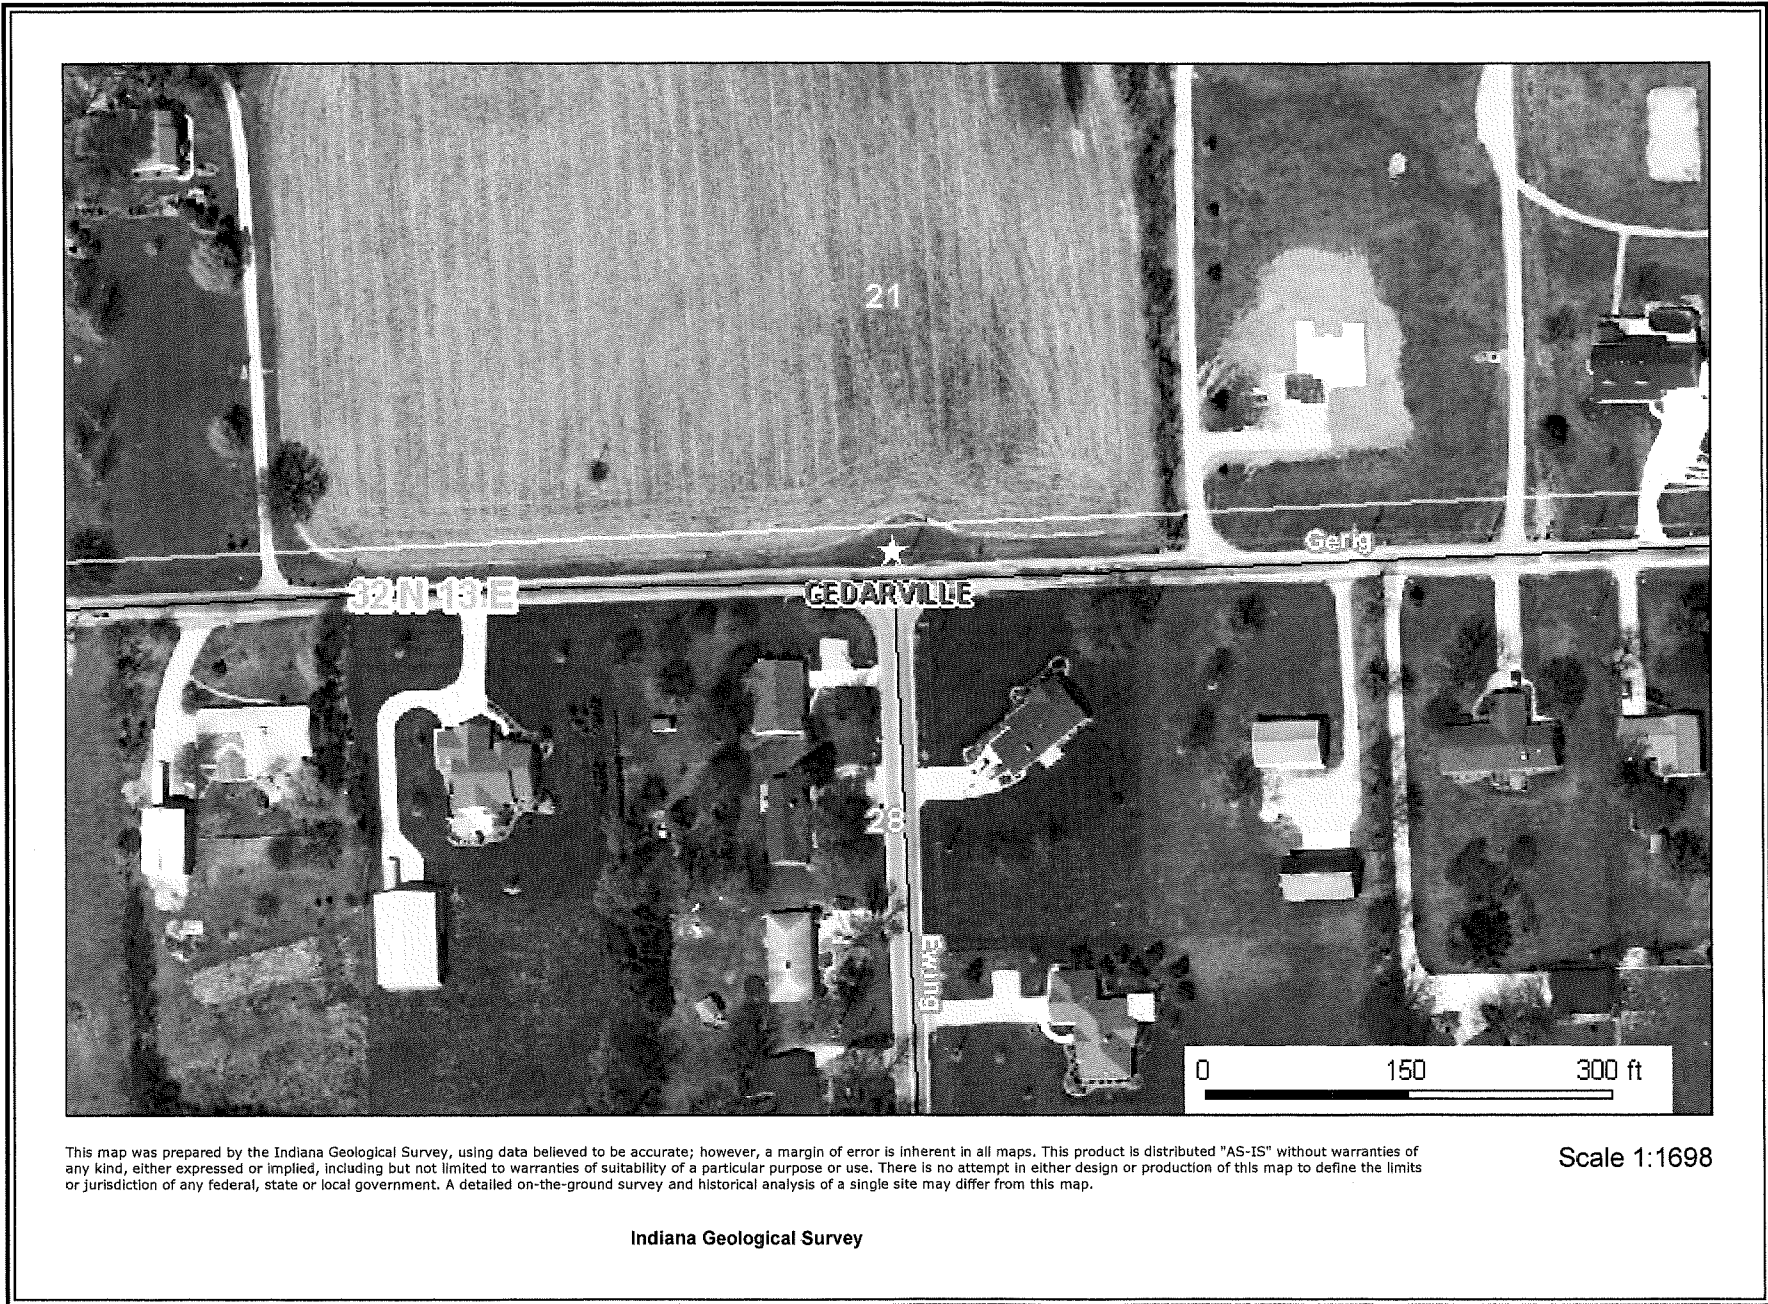 21
Gerig
32 N 13 E
CEDARVILLE
28
Ewing
0 150 300 ft
This map was prepared by the Indiana Geological Survey, using data believed to be accurate; however, a margin of error is inherent in all maps. This product is distributed "AS-IS" without warranties of
any kind, either expressed or implied, including but not limited to warranties of suitability of a particular purpose or use. There is no attempt in either design or production of this map to define the limits
or jurisdiction of any federal, state or local government. A detailed on-the-ground survey and historical analysis of a single site may differ from this map.
Scale 1:1698
Indiana Geological Survey